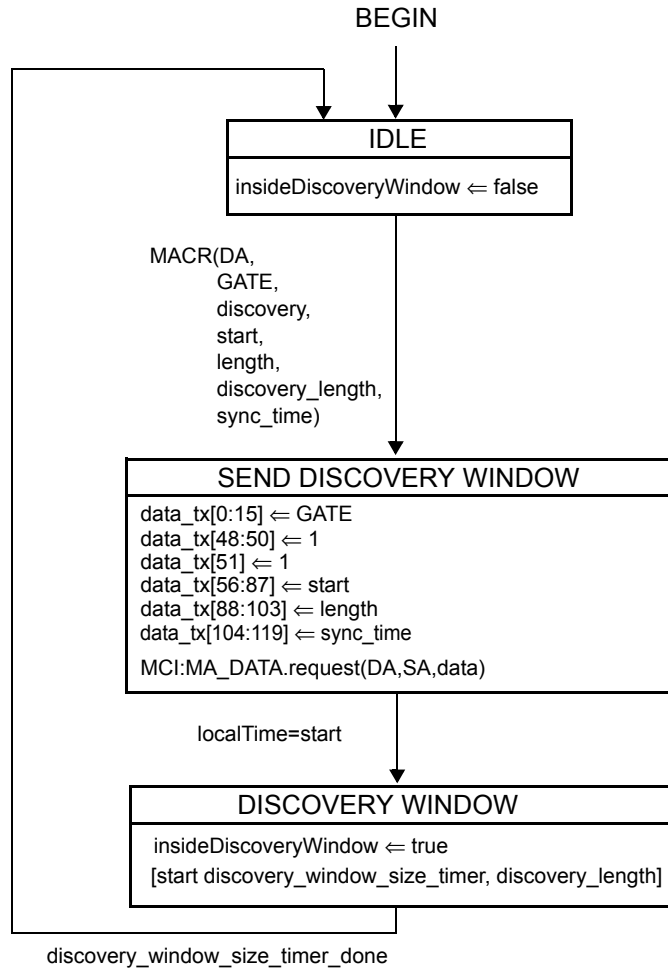 BEGIN
IDLE
insideDiscoveryWindow ⇐ false
MACR(DA,
GATE,
discovery,
start,
length,
discovery_length,
sync_time)
SEND DISCOVERY WINDOW
data_tx[0:15] ⇐ GATE
data_tx[48:50] ⇐ 1
data_tx[51] ⇐ 1
data_tx[56:87] ⇐ start
data_tx[88:103] ⇐ length
data_tx[104:119] ⇐ sync_time
MCI:MA_DATA.request(DA,SA,data)
localTime=start
DISCOVERY WINDOW
insideDiscoveryWindow ⇐ true
[start discovery_window_size_timer, discovery_length]
discovery_window_size_timer_done